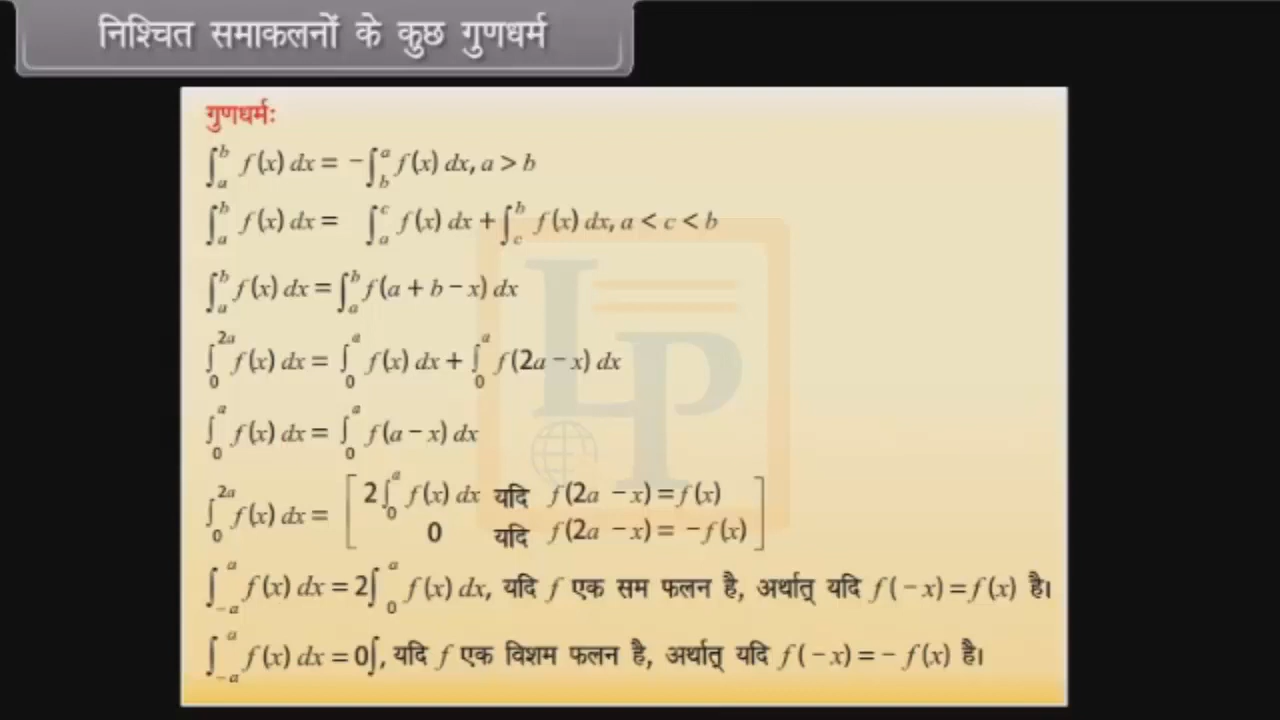 निश्चित समाकलनों के कुछ गुणधर्म
गुणधर्मः
∫_a^b f(x) dx = -∫_b^a f(x) dx, a > b
∫_a^b f(x) dx = ∫_a^c f(x) dx + ∫_c^b f(x) dx, a < c < b
∫_a^b f(x) dx = ∫_a^b f(a + b - x) dx
∫_0^2a f(x) dx = ∫_0^a f(x) dx + ∫_0^a f(2a - x) dx
∫_0^a f(x) dx = ∫_0^a f(a - x) dx
∫_0^2a f(x) dx = [ 2∫_0^a f(x) dx यदि f(2a - x) = f(x)
0 यदि f(2a - x) = -f(x) ]
∫_-a^a f(x) dx = 2∫_0^a f(x) dx, यदि f एक सम फलन है, अर्थात् यदि f(-x) = f(x) है।
∫_-a^a f(x) dx = 0∫, यदि f एक विशम फलन है, अर्थात् यदि f(-x) = - f(x) है।
LP